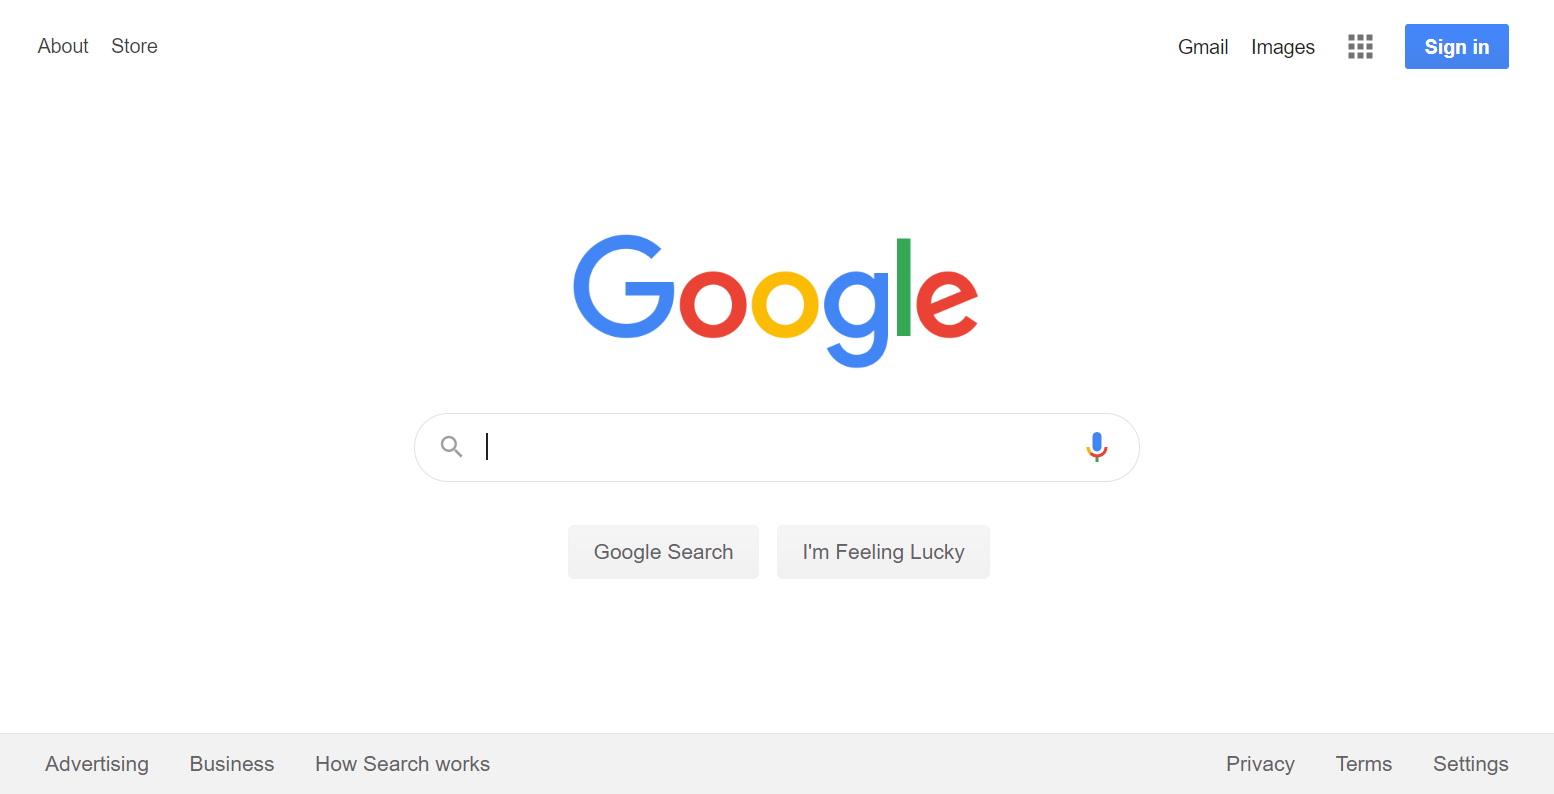 About Store Gmail Images Sign in
Google
Google Search I'm Feeling Lucky
Advertising Business How Search works Privacy Terms Settings